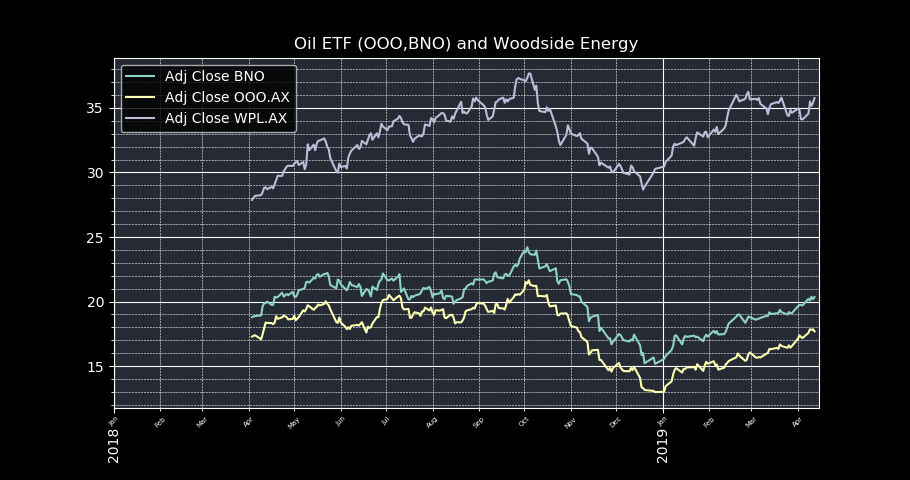 Oil ETF (OOO,BNO) and Woodside Energy
Adj Close BNO
Adj Close OOO.AX
Adj Close WPL.AX
35
30
25
20
15
Jan
Feb
Mar
Apr
May
Jun
Jul
Aug
Sep
Oct
Nov
Dec
Jan
Feb
Mar
Apr
2018
2019